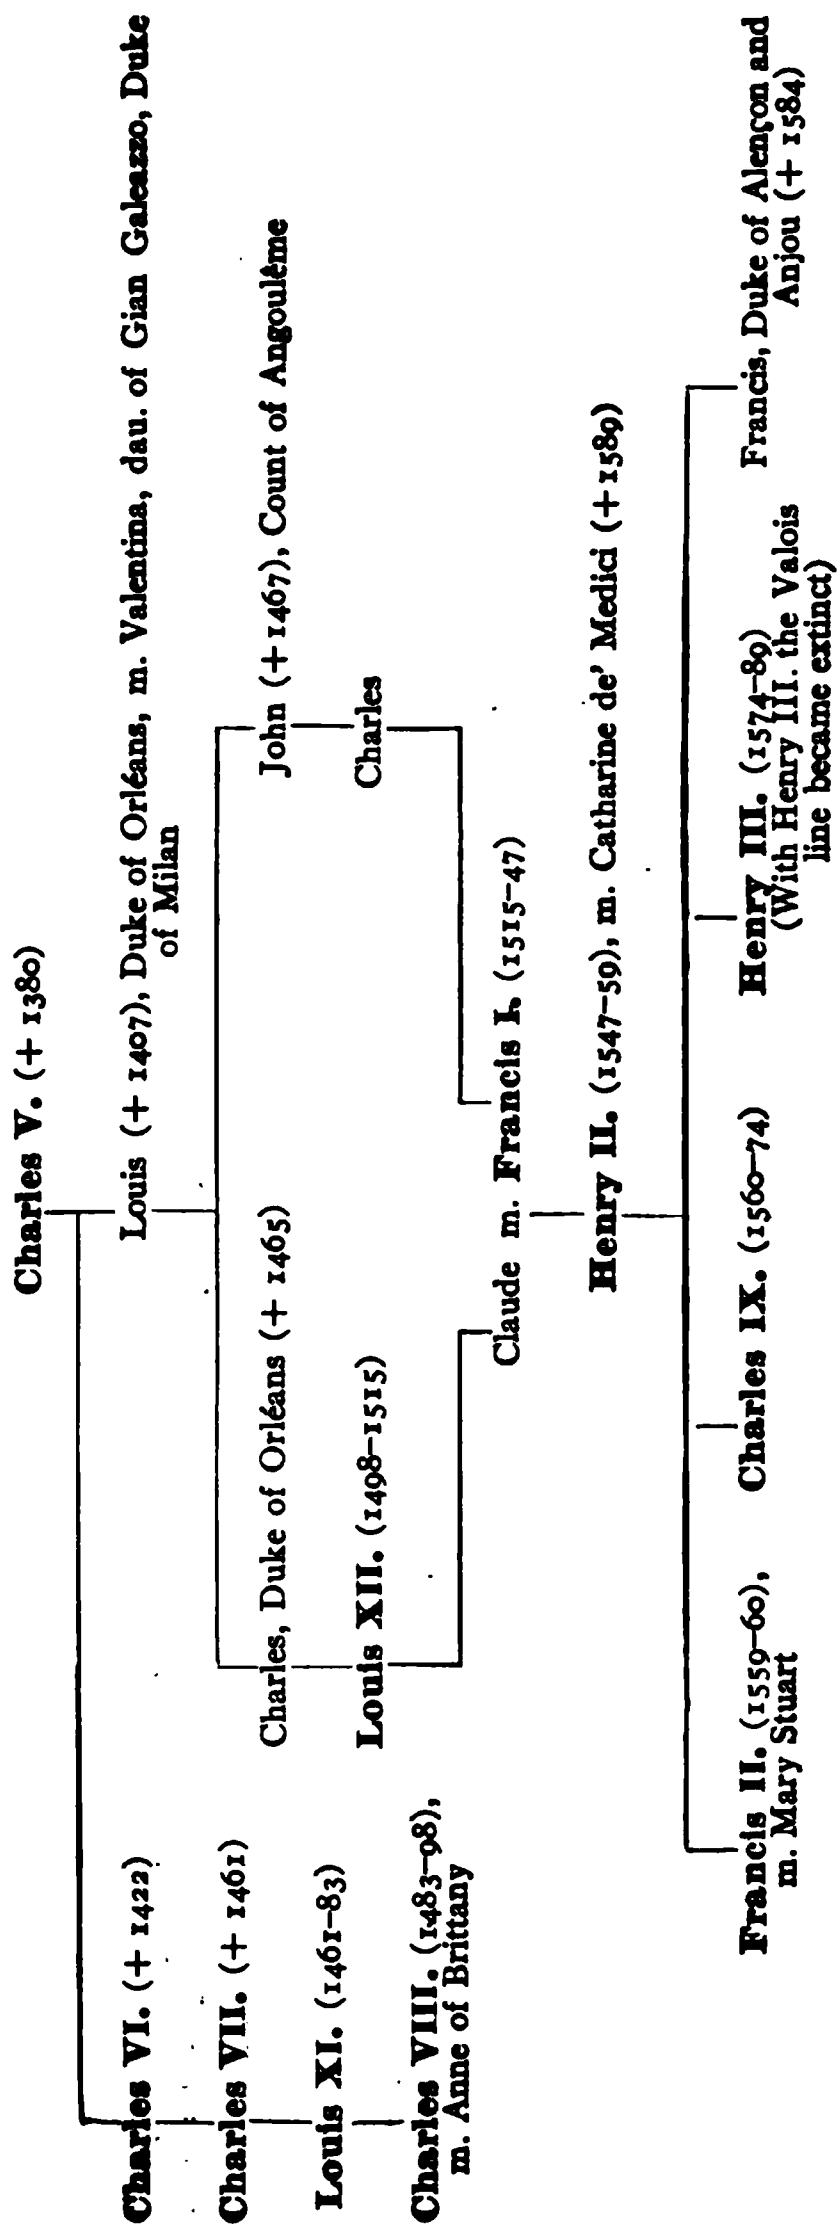 Charles V. (+ 1380)
Louis (+ 1407), Duke of Orléans, m. Valentina, dau. of Gian Galeazzo, Duke
of Milan
Charles VI. (+ 1422)
Charles VII. (+ 1461)
Louis XI. (1461–83)
Charles VIII. (1483–98),
m. Anne of Brittany
Charles, Duke of Orléans (+ 1465)
Louis XII. (1498–1515)
John (+ 1467), Count of Angoulême
Charles
Claude m. Francis I. (1515–47)
Henry II. (1547–59), m. Catharine de' Medici (+ 1589)
Francis II. (1559–60),
m. Mary Stuart
Charles IX. (1560–74)
Henry III. (1574–89)
(With Henry III. the Valois
line became extinct)
Francis, Duke of Alençon and
Anjou (+ 1584)